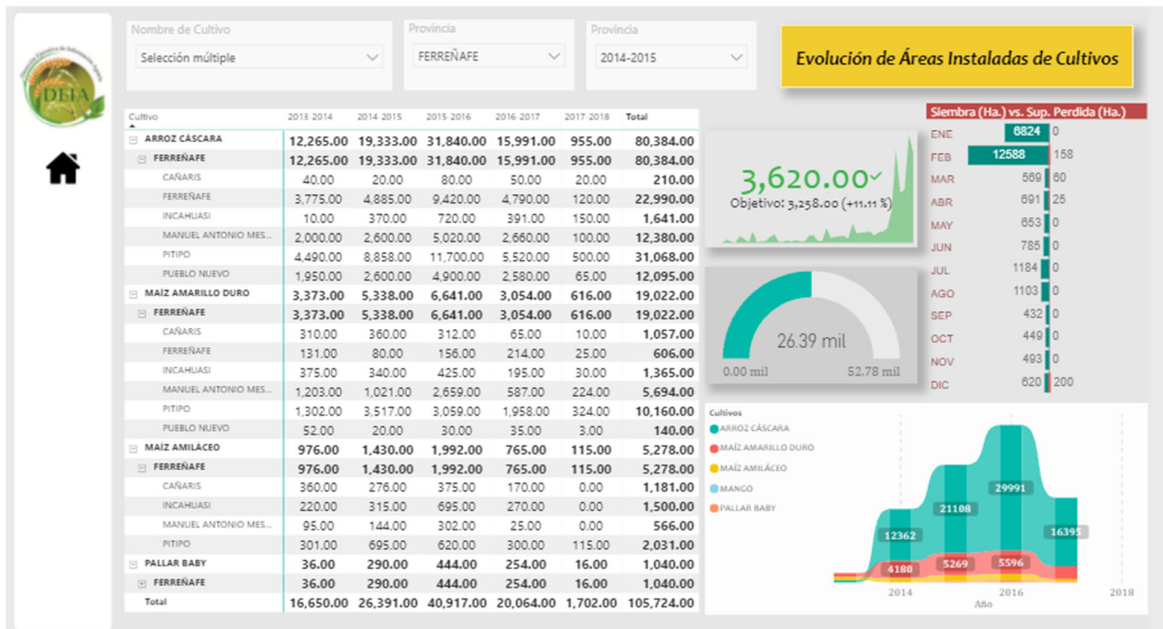 DEIA
Nombre de Cultivo
Selección múltiple
Provincia
FERREÑAFE
Provincia
2014-2015
Evolución de Áreas Instaladas de Cultivos
Cultivo 2013-2014 2014-2015 2015-2016 2016-2017 2017-2018 Total
ARROZ CÁSCARA 12,265.00 19,333.00 31,840.00 15,991.00 955.00 80,384.00
FERREÑAFE 12,265.00 19,333.00 31,840.00 15,991.00 955.00 80,384.00
CAÑARIS 40.00 20.00 80.00 50.00 20.00 210.00
FERREÑAFE 3,775.00 4,885.00 9,420.00 4,790.00 120.00 22,990.00
INCAHUASI 10.00 370.00 720.00 391.00 150.00 1,641.00
MANUEL ANTONIO MES... 2,000.00 2,600.00 5,020.00 2,660.00 100.00 12,380.00
PITIPO 4,490.00 8,858.00 11,700.00 5,520.00 500.00 31,068.00
PUEBLO NUEVO 1,950.00 2,600.00 4,900.00 2,580.00 65.00 12,095.00
MAÍZ AMARILLO DURO 3,373.00 5,338.00 6,641.00 3,054.00 616.00 19,022.00
FERREÑAFE 3,373.00 5,338.00 6,641.00 3,054.00 616.00 19,022.00
CAÑARIS 310.00 360.00 312.00 65.00 10.00 1,057.00
FERREÑAFE 131.00 80.00 156.00 214.00 25.00 606.00
INCAHUASI 375.00 340.00 425.00 195.00 30.00 1,365.00
MANUEL ANTONIO MES... 1,203.00 1,021.00 2,659.00 587.00 224.00 5,694.00
PITIPO 1,302.00 3,517.00 3,059.00 1,958.00 324.00 10,160.00
PUEBLO NUEVO 52.00 20.00 30.00 35.00 3.00 140.00
MAÍZ AMILÁCEO 976.00 1,430.00 1,992.00 765.00 115.00 5,278.00
FERREÑAFE 976.00 1,430.00 1,992.00 765.00 115.00 5,278.00
CAÑARIS 360.00 276.00 375.00 170.00 0.00 1,181.00
INCAHUASI 220.00 315.00 695.00 270.00 0.00 1,500.00
MANUEL ANTONIO MES... 95.00 144.00 302.00 25.00 0.00 566.00
PITIPO 301.00 695.00 620.00 300.00 115.00 2,031.00
PALLAR BABY 36.00 290.00 444.00 254.00 16.00 1,040.00
FERREÑAFE 36.00 290.00 444.00 254.00 16.00 1,040.00
Total 16,650.00 26,391.00 40,917.00 20,064.00 1,702.00 105,724.00
3,620.00
Objetivo: 3,258.00 (+11.11 %)
26.39 mil
0.00 mil 52.78 mil
Siembra (Ha.) vs. Sup. Perdida (Ha.)
ENE 6824 0
FEB 12588 158
MAR 569 60
ABR 691 25
MAY 653 0
JUN 785 0
JUL 1184 0
AGO 1103 0
SEP 432 0
OCT 449 0
NOV 493 0
DIC 620 200
Cultivos
ARROZ CÁSCARA
MAÍZ AMARILLO DURO
MAÍZ AMILÁCEO
MANGO
PALLAR BABY
29991
21108
16395
12362
4180 5269 5596
2014 2016 2018
Año